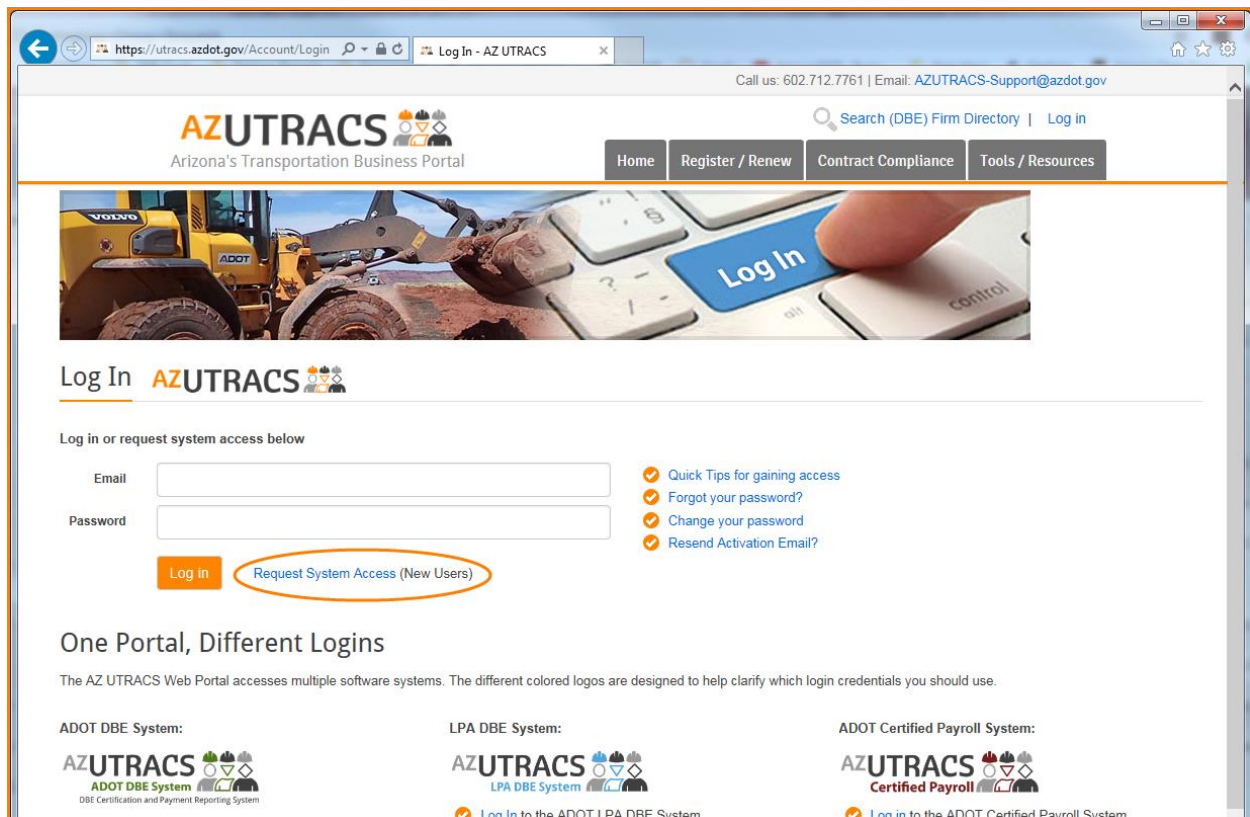 https://utracs.azdot.gov/Account/Login
Log In - AZ UTRACS
Call us: 602.712.7761 | Email: AZUTRACS-Support@azdot.gov
AZUTRACS
Arizona's Transportation Business Portal
Search (DBE) Firm Directory | Log in
Home Register / Renew Contract Compliance Tools / Resources
VOLVO
ADOT
Log In
alt
control
Log In AZUTRACS
Log in or request system access below
Email
Password
Quick Tips for gaining access
Forgot your password?
Change your password
Resend Activation Email?
Log in Request System Access (New Users)
One Portal, Different Logins
The AZ UTRACS Web Portal accesses multiple software systems. The different colored logos are designed to help clarify which login credentials you should use.
ADOT DBE System: LPA DBE System: ADOT Certified Payroll System:
AZUTRACS AZUTRACS AZUTRACS
ADOT DBE System LPA DBE System Certified Payroll
DBE Certification and Payment Reporting System
Log In to the ADOT LPA DBE System Log in to the ADOT Certified Payroll System